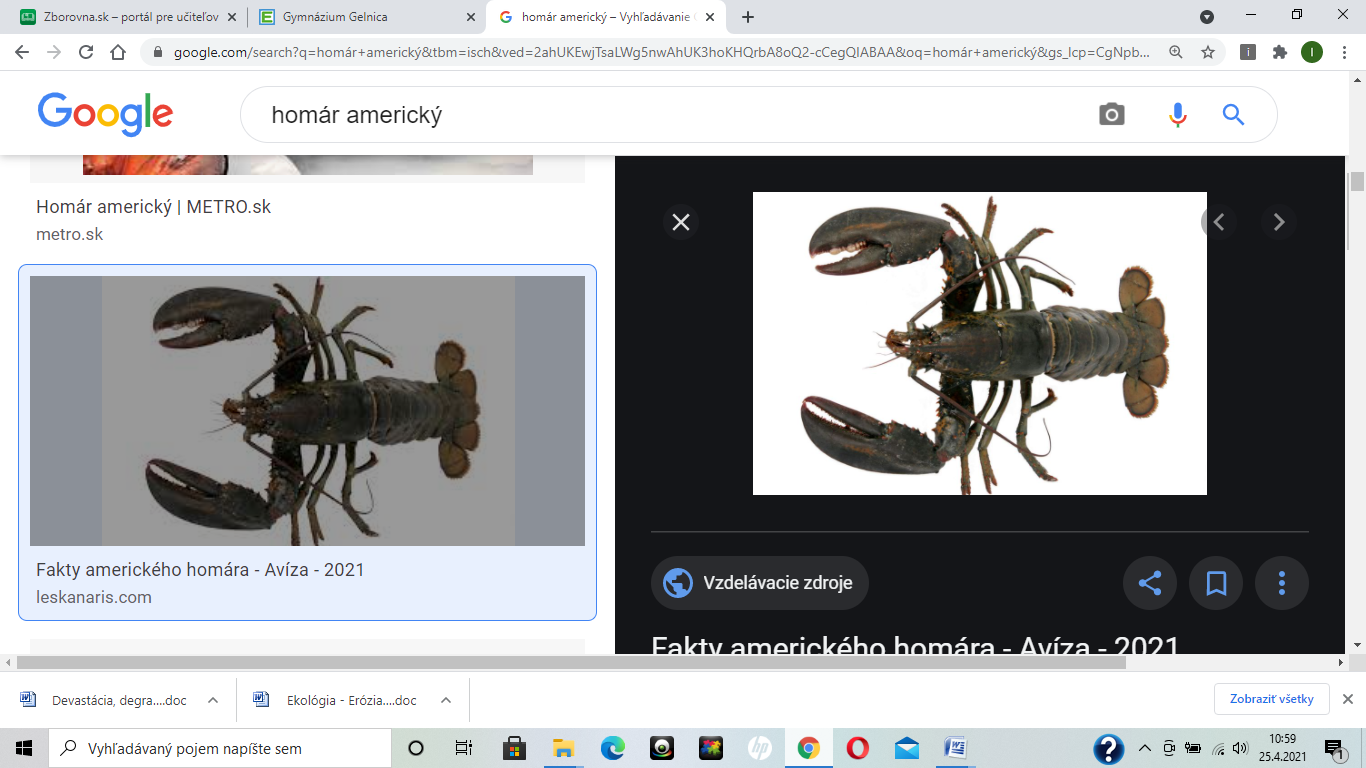 Zborovna.sk – portál pre učiteľov
Gymnázium Gelnica
homár americký – Vyhľadávanie
google.com/search?q=homár+americký&tbm=isch&ved=2ahUKEwjTsaLWg5nwAhUK3hoKHQrbA8oQ2-cCegQIABAA&oq=homár+americký&gs_lcp=CgNpb...
Google
homár americký
Homár americký | METRO.sk
metro.sk
Fakty amerického homára - Avíza - 2021
leskanaris.com
Vzdelávacie zdroje
Fakty amerického homára - Avíza - 2021
Devastácia, degra....doc
Ekológia - Erózia....doc
Zobraziť všetky
Vyhľadávaný pojem napíšte sem
10:59
25.4.2021